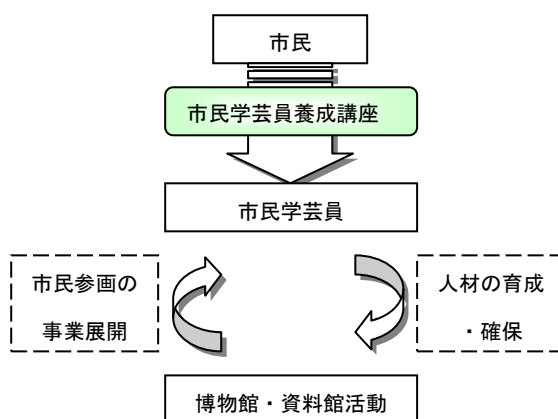 市民
市民学芸員養成講座
市民学芸員
市民参画の
事業展開
人材の育成
・確保
博物館・資料館活動